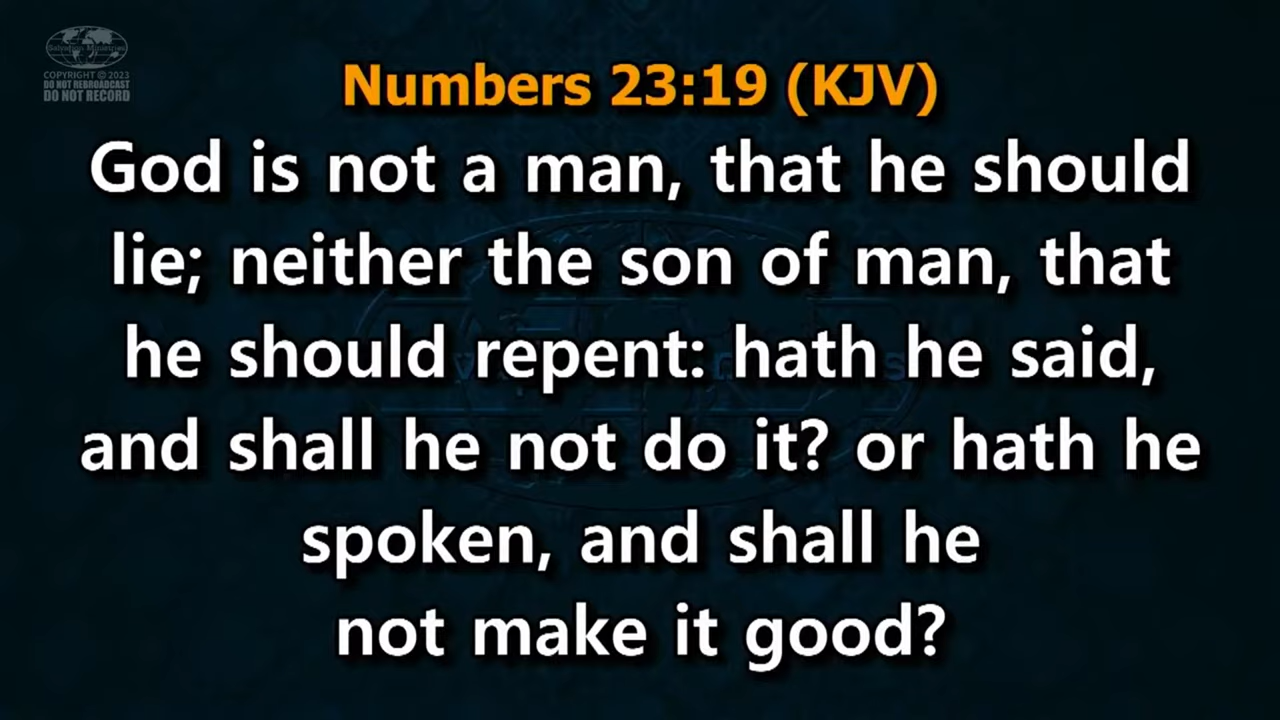 Salvation Ministries
COPYRIGHT © 2023
DO NOT REBROADCAST
DO NOT RECORD
Numbers 23:19 (KJV)
God is not a man, that he should
lie; neither the son of man, that
he should repent: hath he said,
and shall he not do it? or hath he
spoken, and shall he
not make it good?